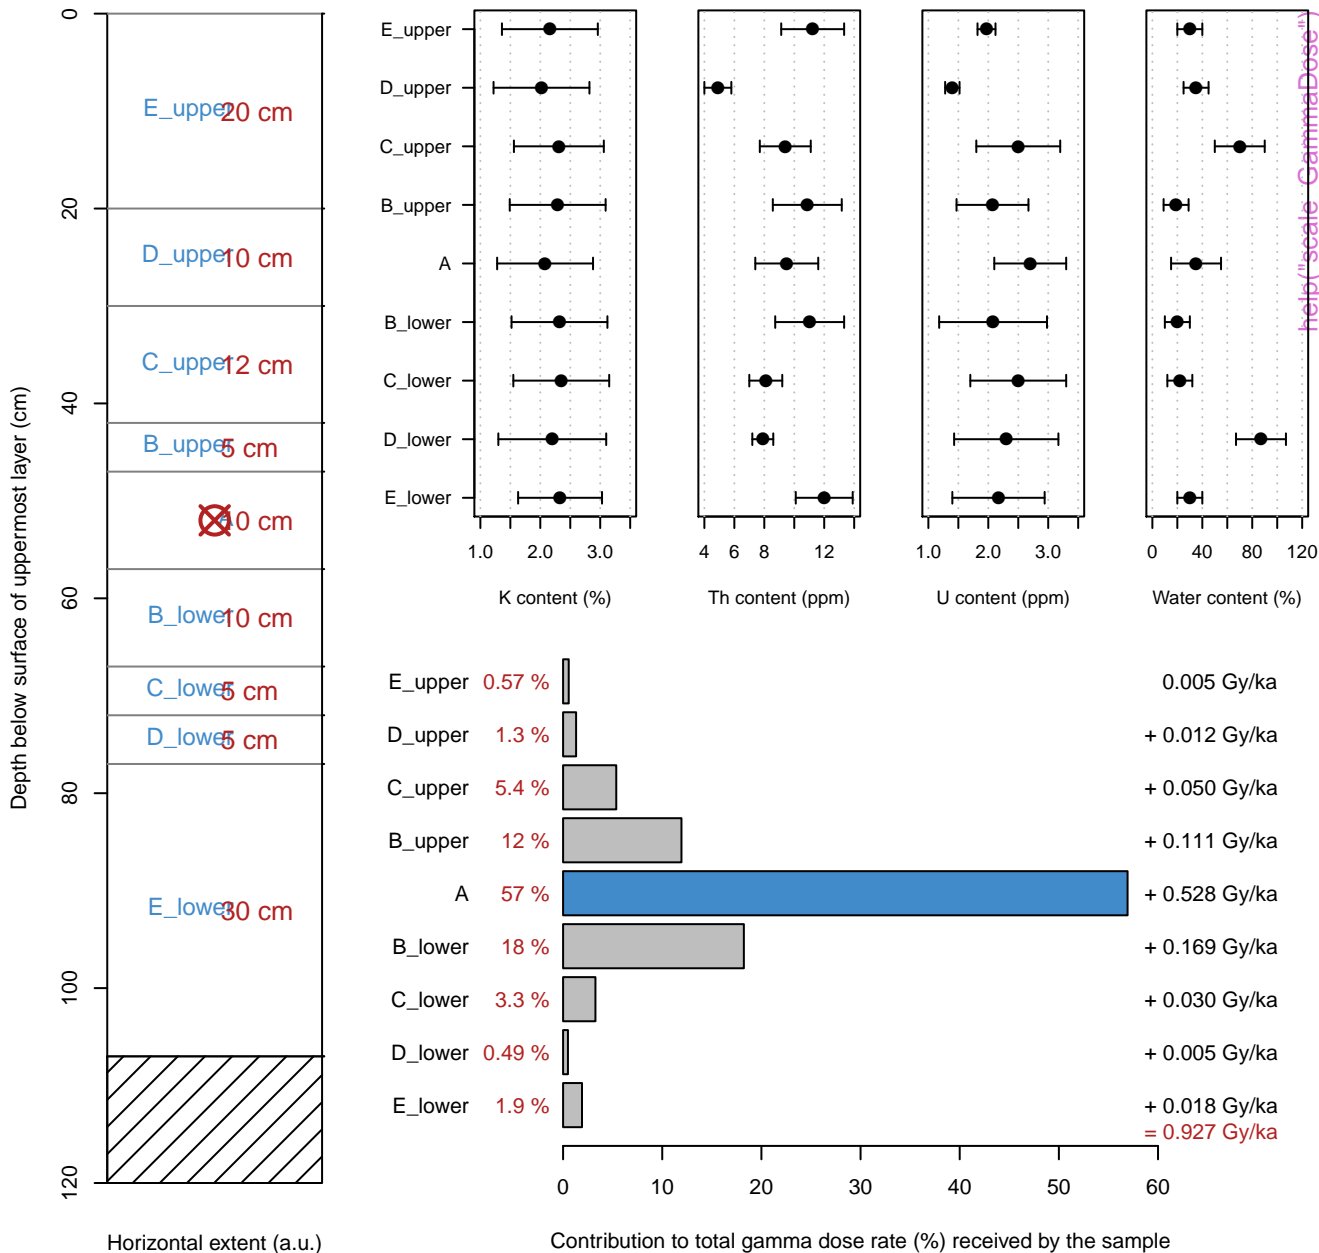 Depth below surface of uppermost layer (cm)
0
20
40
60
80
100
120
E_upper 20 cm
D_upper 10 cm
C_upper 12 cm
B_upper 5 cm
A 10 cm
B_lower 10 cm
C_lower 5 cm
D_lower 5 cm
E_lower 30 cm
Horizontal extent (a.u.)
E_upper
D_upper
C_upper
B_upper
A
B_lower
C_lower
D_lower
E_lower
1.0 2.0 3.0
K content (%)
4 6 8 12
Th content (ppm)
1.0 2.0 3.0
U content (ppm)
0 40 80 120
Water content (%)
help("scale_GammaDose")
E_upper 0.57 % 0.005 Gy/ka
D_upper 1.3 % + 0.012 Gy/ka
C_upper 5.4 % + 0.050 Gy/ka
B_upper 12 % + 0.111 Gy/ka
A 57 % + 0.528 Gy/ka
B_lower 18 % + 0.169 Gy/ka
C_lower 3.3 % + 0.030 Gy/ka
D_lower 0.49 % + 0.005 Gy/ka
E_lower 1.9 % + 0.018 Gy/ka
= 0.927 Gy/ka
0 10 20 30 40 50 60
Contribution to total gamma dose rate (%) received by the sample